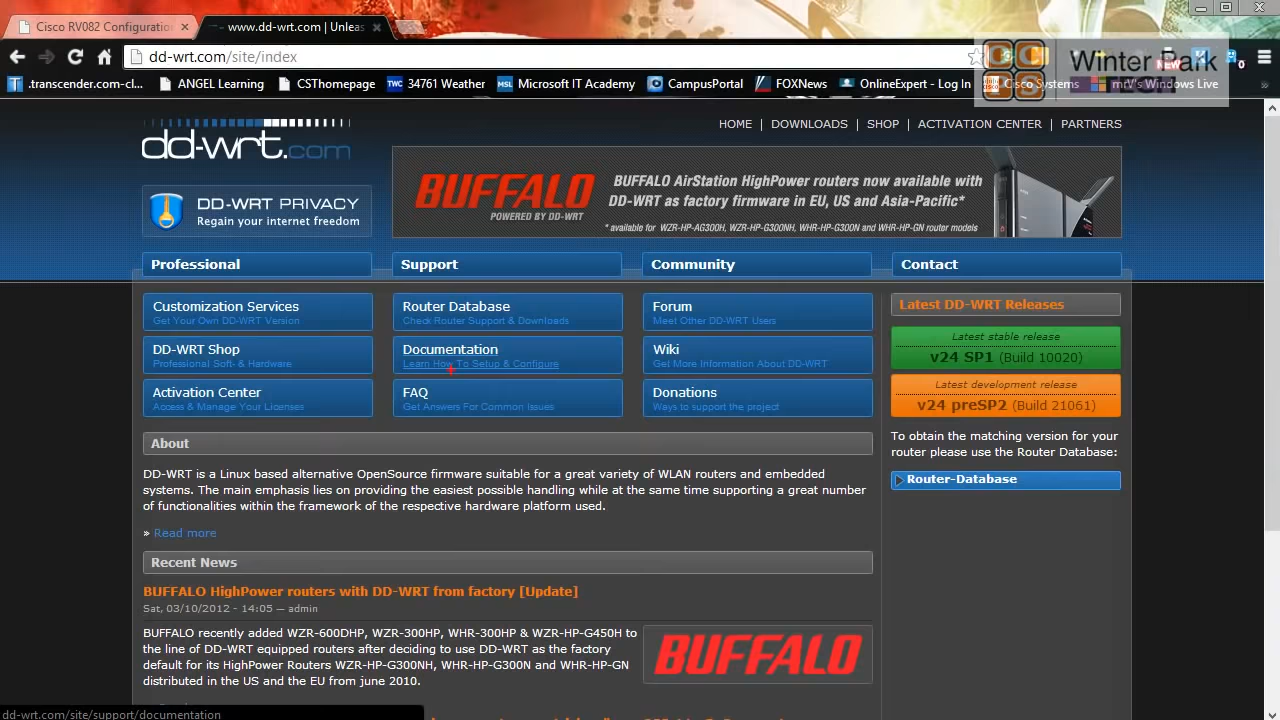 Cisco RV082 Configuratio
www.dd-wrt.com | Unleas
dd-wrt.com/site/index
.transcender.com-cl...
ANGEL Learning
CSThomepage
34761 Weather
Microsoft IT Academy
CampusPortal
FOXNews
OnlineExpert - Log In
Cisco Systems
mrV's Windows Live
Winter Park
HOME | DOWNLOADS | SHOP | ACTIVATION CENTER | PARTNERS
dd-wrt.com
DD-WRT PRIVACY
Regain your internet freedom
BUFFALO
POWERED BY DD-WRT
BUFFALO AirStation HighPower routers now available with
DD-WRT as factory firmware in EU, US and Asia-Pacific*
* available for WZR-HP-AG300H, WZR-HP-G300NH, WHR-HP-G300N and WHR-HP-GN router models
Professional
Support
Community
Contact
Customization Services
Get Your Own DD-WRT Version
Router Database
Check Router Support & Downloads
Forum
Meet Other DD-WRT Users
DD-WRT Shop
Professional Soft- & Hardware
Documentation
Learn How To Setup & Configure
Wiki
Get More Information About DD-WRT
Activation Center
Access & Manage Your Licenses
FAQ
Get Answers For Common Issues
Donations
Ways to support the project
Latest DD-WRT Releases
Latest stable release
v24 SP1 (Build 10020)
Latest development release
v24 preSP2 (Build 21061)
To obtain the matching version for your
router please use the Router Database:
Router-Database
About
DD-WRT is a Linux based alternative OpenSource firmware suitable for a great variety of WLAN routers and embedded
systems. The main emphasis lies on providing the easiest possible handling while at the same time supporting a great number
of functionalities within the framework of the respective hardware platform used.
» Read more
Recent News
BUFFALO HighPower routers with DD-WRT from factory [Update]
Sat, 03/10/2012 - 14:05 — admin
BUFFALO recently added WZR-600DHP, WZR-300HP, WHR-300HP & WZR-HP-G450H to
the line of DD-WRT equipped routers after deciding to use DD-WRT as the factory
default for its HighPower Routers WZR-HP-G300NH, WHR-HP-G300N and WHR-HP-GN
distributed in the US and the EU from june 2010.
BUFFALO
dd-wrt.com/site/support/documentation